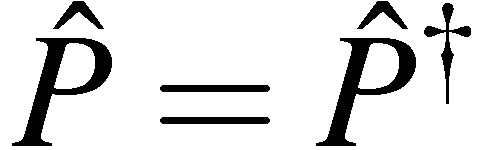 P̂ = P̂†